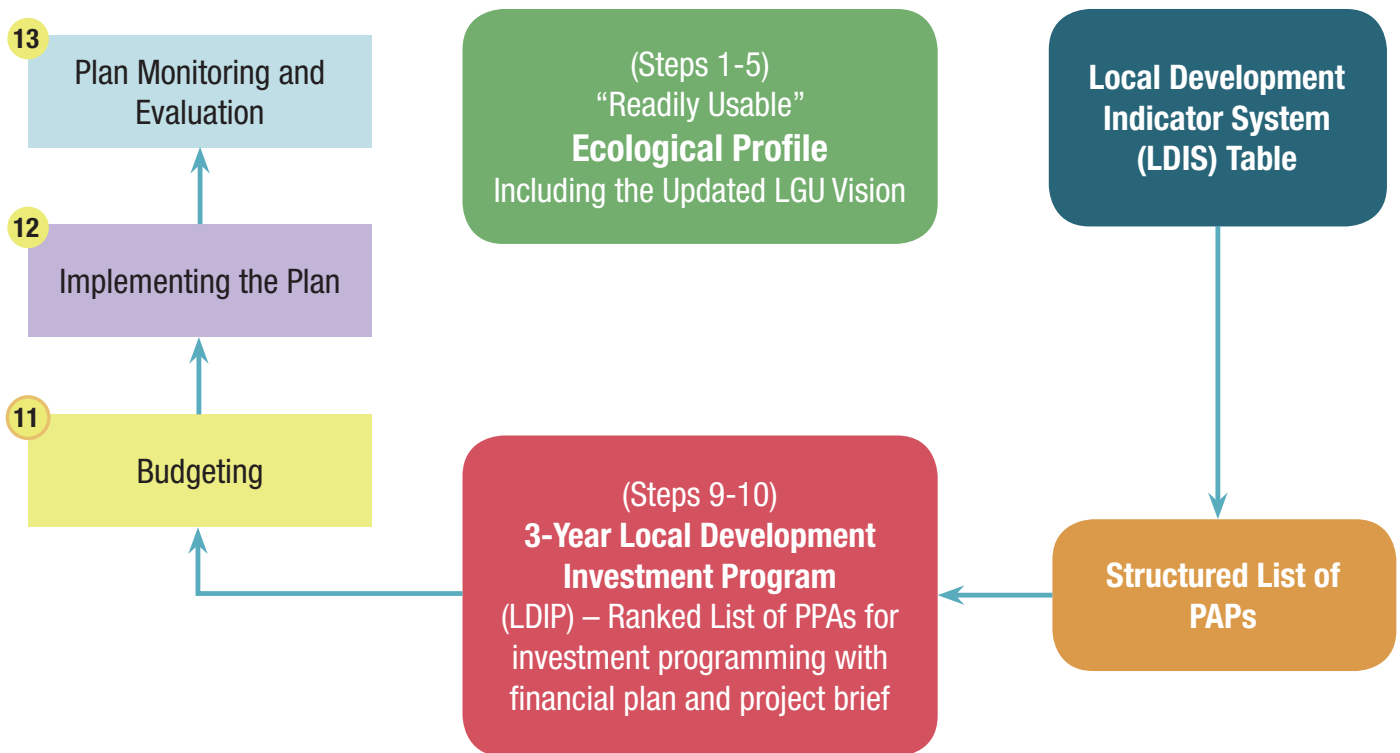 13
Plan Monitoring and
Evaluation
12
Implementing the Plan
11
Budgeting
(Steps 1-5)
“Readily Usable”
Ecological Profile
Including the Updated LGU Vision
Local Development
Indicator System
(LDIS) Table
(Steps 9-10)
3-Year Local Development
Investment Program
(LDIP) – Ranked List of PPAs for
investment programming with
financial plan and project brief
Structured List of
PAPs